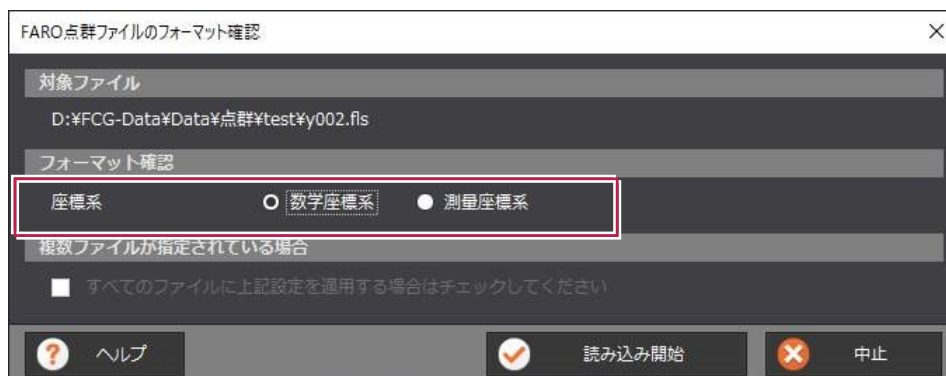 FARO点群ファイルのフォーマット確認
対象ファイル
D:¥FCG-Data¥Data¥点群¥test¥y002.fls
フォーマット確認
座標系 数学座標系 測量座標系
複数ファイルが指定されている場合
すべてのファイルに上記設定を適用する場合はチェックしてください
ヘルプ 読み込み開始 中止